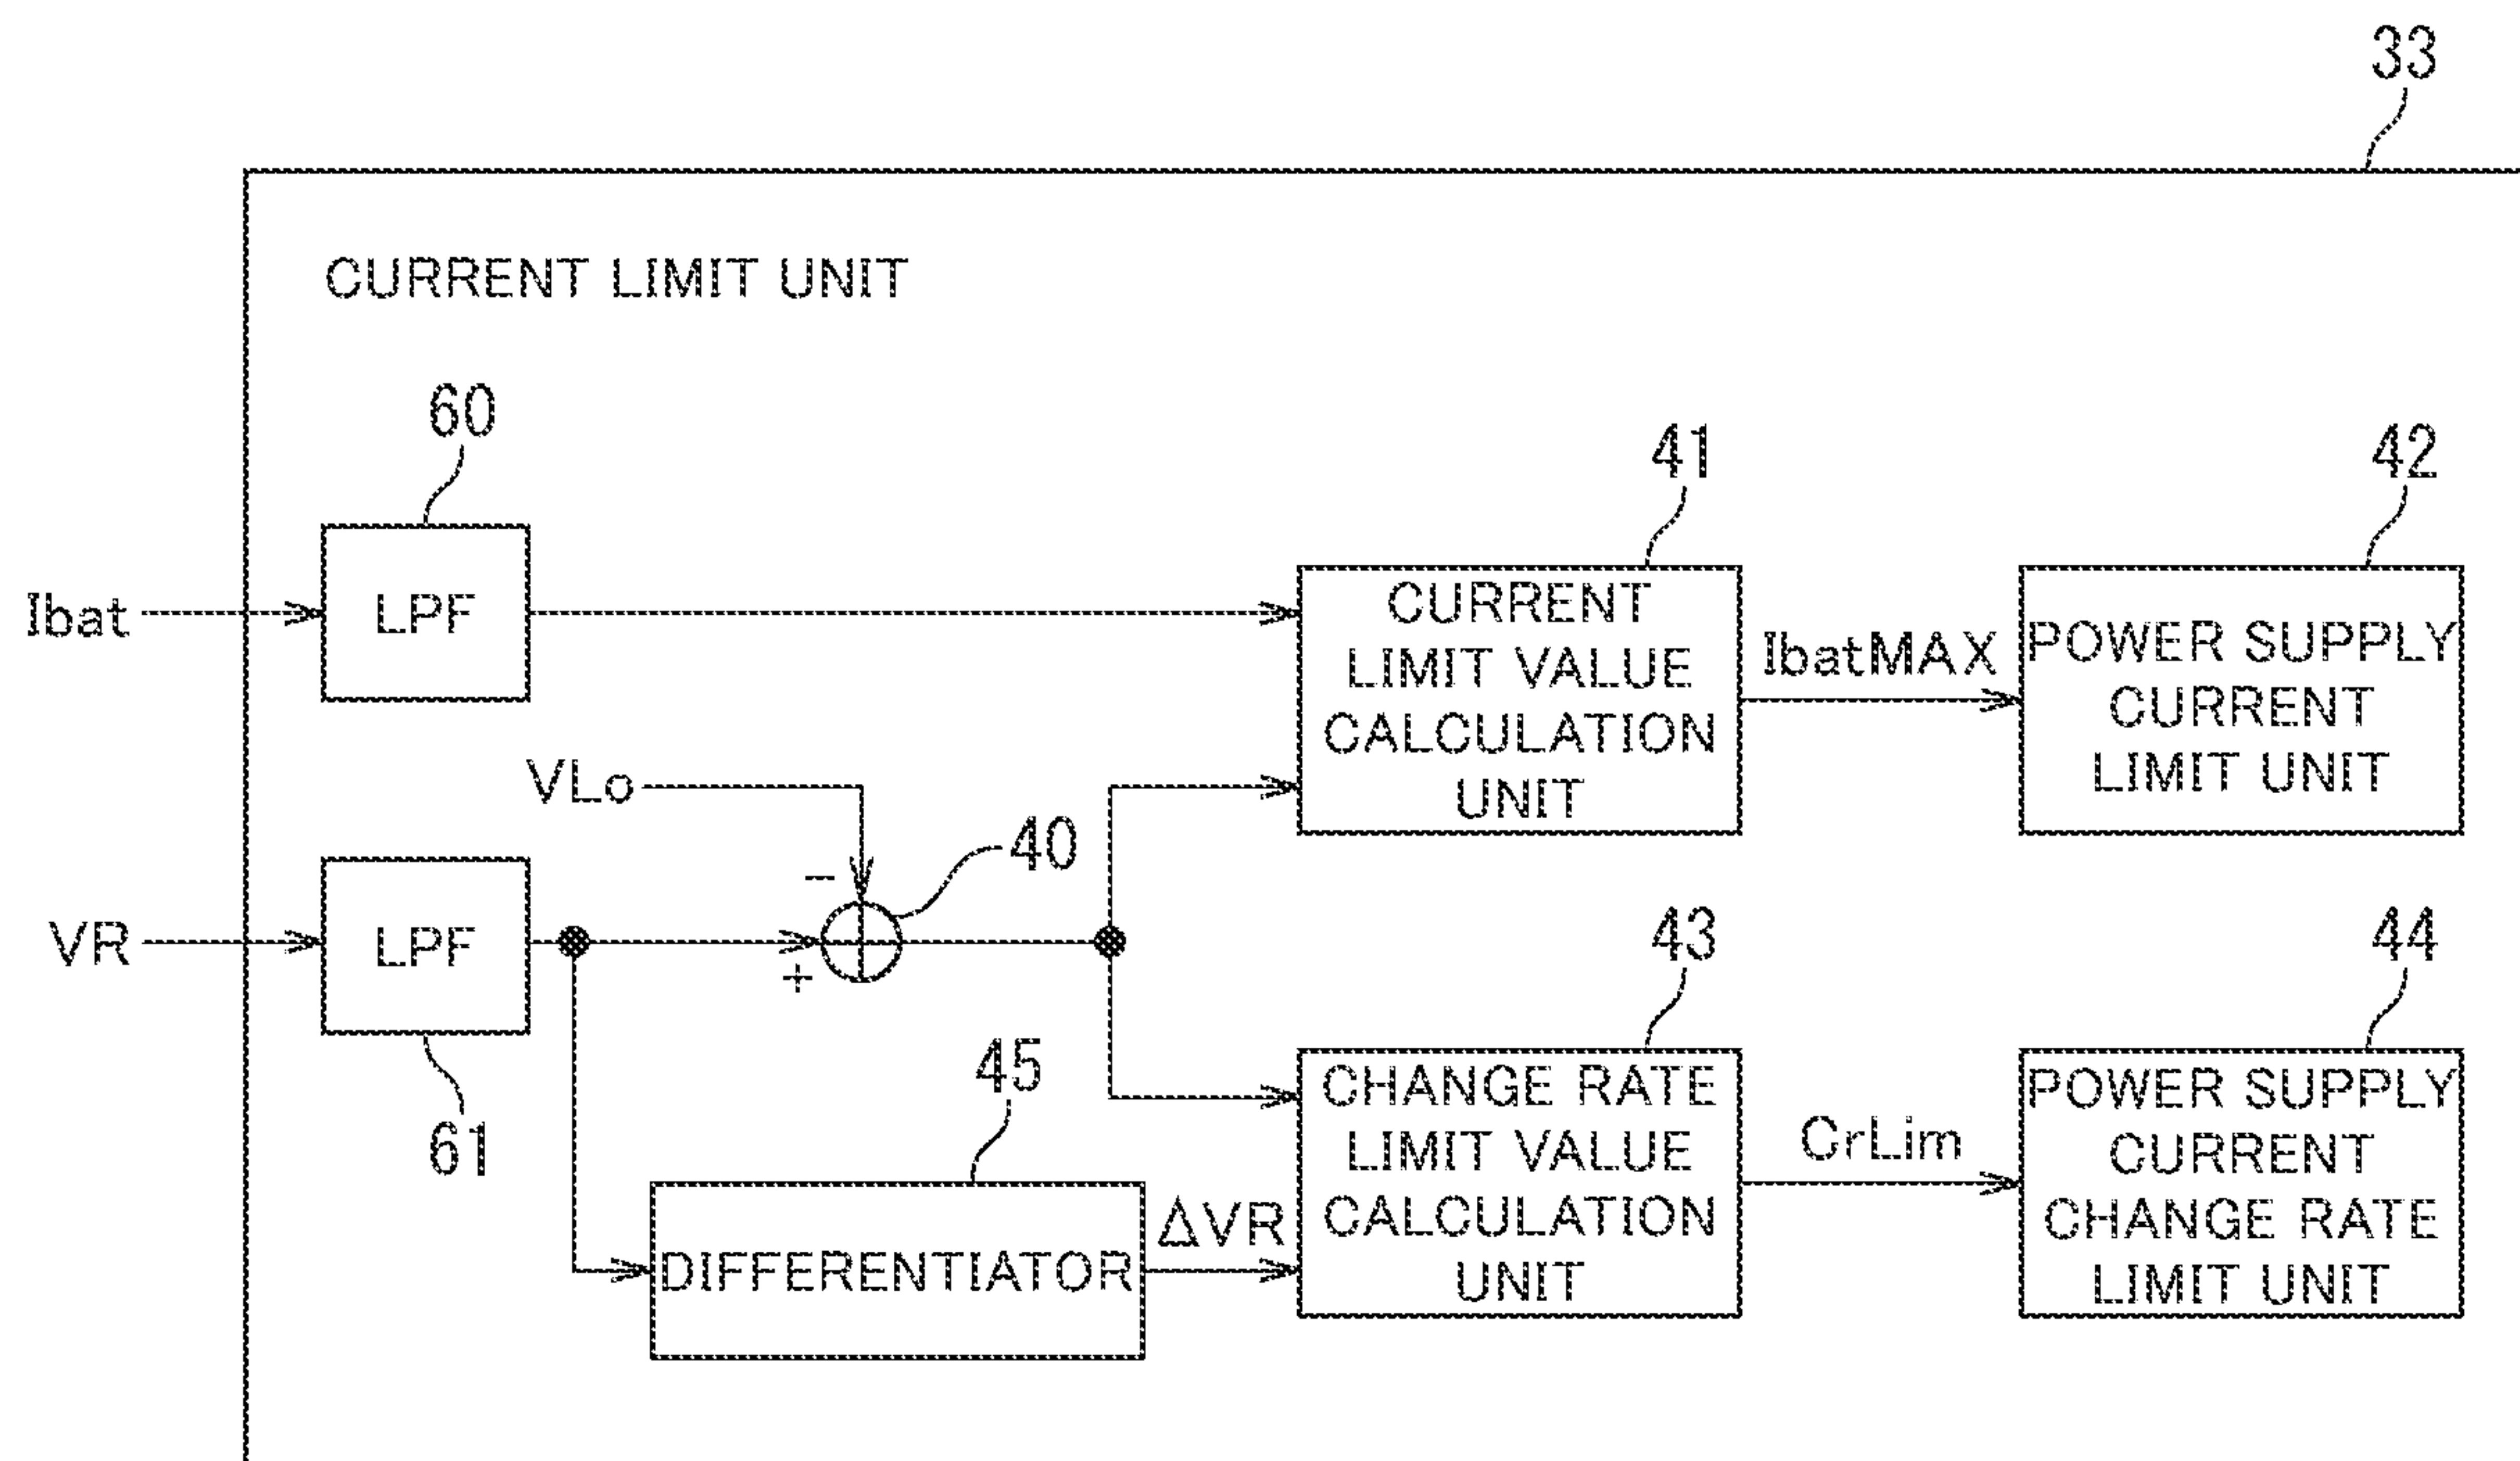 33
CURRENT LIMIT UNIT
60
41
42
Ibat
LPF
CURRENT
LIMIT VALUE
CALCULATION
UNIT
IbatMAX
POWER SUPPLY
CURRENT
LIMIT UNIT
VLo
40
-
+
VR
LPF
61
43
44
45
DIFFERENTIATOR
ΔVR
CHANGE RATE
LIMIT VALUE
CALCULATION
UNIT
CrLim
POWER SUPPLY
CURRENT
CHANGE RATE
LIMIT UNIT